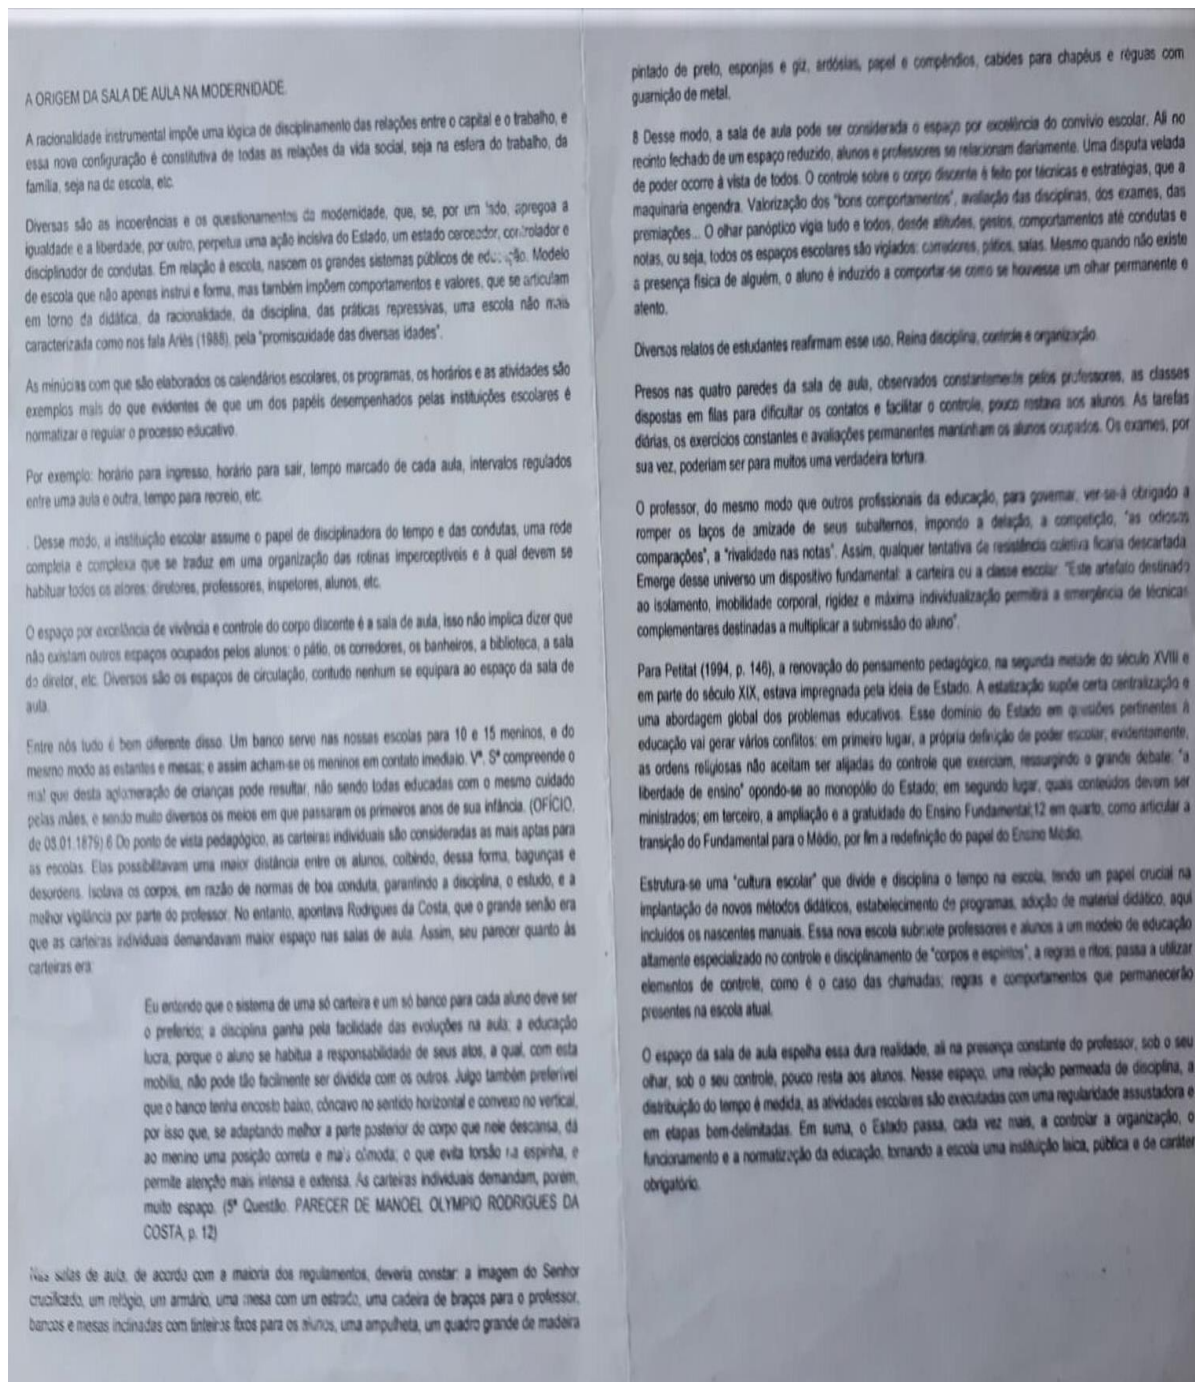 A ORIGEM DA SALA DE AULA NA MODERNIDADE.
A racionalidade instrumental impõe uma lógica de disciplinamento das relações entre o capital e o trabalho, e
essa nova configuração é constitutiva de todas as relações da vida social, seja na esfera do trabalho, da
família, seja na da escola, etc.
Diversas são as incoerências e os questionamentos da modernidade, que, se, por um lado, apregoa a
igualdade e a liberdade, por outro, perpetua uma ação incisiva do Estado, um estado cerceador, controlador e
disciplinador de condutas. Em relação à escola, nascem os grandes sistemas públicos de educação. Modelo
de escola que não apenas instrui e forma, mas também impõem comportamentos e valores, que se articulam
em torno da didática, da racionalidade, da disciplina, das práticas repressivas, uma escola não mais
caracterizada como nos fala Ariès (1988), pela "promiscuidade das diversas idades".
As minúcias com que são elaborados os calendários escolares, os programas, os horários e as atividades são
exemplos mais do que evidentes de que um dos papéis desempenhados pelas instituições escolares é
normatizar e regular o processo educativo.
Por exemplo: horário para ingresso, horário para sair, tempo marcado de cada aula, intervalos regulados
entre uma aula e outra, tempo para recreio, etc.
. Desse modo, a instituição escolar assume o papel de disciplinadora do tempo e das condutas, uma rede
completa e complexa que se traduz em uma organização das rotinas imperceptíveis e à qual devem se
habituar todos os atores: diretores, professores, inspetores, alunos, etc.
O espaço por excelência de vivência e controle do corpo discente é a sala de aula, isso não implica dizer que
não existam outros espaços ocupados pelos alunos: o pátio, os corredores, os banheiros, a biblioteca, a sala
do diretor, etc. Diversos são os espaços de circulação, contudo nenhum se equipara ao espaço da sala de
aula.
Entre nós tudo é bem diferente disso. Um banco serve nas nossas escolas para 10 e 15 meninos, e do
mesmo modo as estantes e mesas; e assim acham-se os meninos em contato imediato. Vª. Sª compreende o
mal que desta aglomeração de crianças pode resultar, não sendo todas educadas com o mesmo cuidado
pelas mães, e sendo muito diversos os meios em que passaram os primeiros anos de sua infância. (OFÍCIO,
de 08.01.1879) 6 Do ponto de vista pedagógico, as carteiras individuais são consideradas as mais aptas para
as escolas. Elas possibilitavam uma maior distância entre os alunos, coibindo, dessa forma, bagunças e
desordens. Isolava os corpos, em razão de normas de boa conduta, garantindo a disciplina, o estudo, e a
melhor vigilância por parte do professor. No entanto, apontava Rodrigues da Costa, que o grande senão era
que as carteiras individuais demandavam maior espaço nas salas de aula. Assim, seu parecer quanto às
carteiras era:
Eu entendo que o sistema de uma só carteira e um só banco para cada aluno deve ser
o preferido; a disciplina ganha pela facilidade das evoluções na aula; a educação
lucra, porque o aluno se habitua a responsabilidade de seus atos, a qual, com esta
mobília, não pode tão facilmente ser dividida com os outros. Julgo também preferível
que o banco tenha encosto baixo, côncavo no sentido horizontal e convexo no vertical,
por isso que, se adaptando melhor a parte posterior do corpo que nele descansa, dá
ao menino uma posição correta e mais cômoda; o que evita torsão na espinha, e
permite atenção mais intensa e extensa. As carteiras individuais demandam, porém,
muito espaço. (5ª Questão. PARECER DE MANOEL OLYMPIO RODRIGUES DA
COSTA, p. 12)
Nas salas de aula, de acordo com a maioria dos regulamentos, deveria constar: a imagem do Senhor
crucificado, um relógio, um armário, uma mesa com um estrado, uma cadeira de braços para o professor,
bancos e mesas inclinadas com tinteiros fixos para os alunos, uma ampulheta, um quadro grande de madeira
pintado de preto, esponjas e giz, ardósias, papel e compêndios, cabides para chapéus e réguas com
guarnição de metal.
8 Desse modo, a sala de aula pode ser considerada o espaço por excelência do convívio escolar. Ali no
recinto fechado de um espaço reduzido, alunos e professores se relacionam diariamente. Uma disputa velada
de poder ocorre à vista de todos. O controle sobre o corpo discente é feito por técnicas e estratégias, que a
maquinaria engendra. Valorização dos "bons comportamentos", avaliação das disciplinas, dos exames, das
premiações... O olhar panóptico vigia tudo e todos, desde atitudes, gestos, comportamentos até condutas e
notas, ou seja, todos os espaços escolares são vigiados: corredores, pátios, salas. Mesmo quando não existe
a presença física de alguém, o aluno é induzido a comportar-se como se houvesse um olhar permanente e
atento.
Diversos relatos de estudantes reafirmam esse uso. Reina disciplina, controle e organização.
Presos nas quatro paredes da sala de aula, observados constantemente pelos professores, as classes
dispostas em filas para dificultar os contatos e facilitar o controle, pouco restava aos alunos. As tarefas
diárias, os exercícios constantes e avaliações permanentes mantinham os alunos ocupados. Os exames, por
sua vez, poderiam ser para muitos uma verdadeira tortura.
O professor, do mesmo modo que outros profissionais da educação, para governar, ver-se-á obrigado a
romper os laços de amizade de seus subalternos, impondo a delação, a competição, "as odiosas
comparações", a "rivalidade nas notas". Assim, qualquer tentativa de resistência coletiva ficaria descartada.
Emerge desse universo um dispositivo fundamental: a carteira ou a classe escolar. "Este artefato destinado
ao isolamento, imobilidade corporal, rigidez e máxima individualização permitirá a emergência de técnicas
complementares destinadas a multiplicar a submissão do aluno".
Para Petitat (1994, p. 146), a renovação do pensamento pedagógico, na segunda metade do século XVIII e
em parte do século XIX, estava impregnada pela ideia de Estado. A estatização supõe certa centralização e
uma abordagem global dos problemas educativos. Esse domínio do Estado em questões pertinentes à
educação vai gerar vários conflitos: em primeiro lugar, a própria definição de poder escolar; evidentemente,
as ordens religiosas não aceitam ser alijadas do controle que exerciam, ressurgindo o grande debate: "a
liberdade de ensino" opondo-se ao monopólio do Estado; em segundo lugar, quais conteúdos devem ser
ministrados; em terceiro, a ampliação e a gratuidade do Ensino Fundamental;12 em quarto, como articular a
transição do Fundamental para o Médio, por fim a redefinição do papel do Ensino Médio.
Estrutura-se uma "cultura escolar" que divide e disciplina o tempo na escola, tendo um papel crucial na
implantação de novos métodos didáticos, estabelecimento de programas, adoção de material didático, aqui
incluídos os nascentes manuais. Essa nova escola submete professores e alunos a um modelo de educação
altamente especializado no controle e disciplinamento de "corpos e espíritos", a regras e ritos; passa a utilizar
elementos de controle, como é o caso das chamadas; regras e comportamentos que permanecerão
presentes na escola atual.
O espaço da sala de aula espelha essa dura realidade, ali na presença constante do professor, sob o seu
olhar, sob o seu controle, pouco resta aos alunos. Nesse espaço, uma relação permeada de disciplina, a
distribuição do tempo é medida, as atividades escolares são executadas com uma regularidade assustadora e
em etapas bem-delimitadas. Em suma, o Estado passa, cada vez mais, a controlar a organização, o
funcionamento e a normatização da educação, tornando a escola uma instituição laica, pública e de caráter
obrigatório.